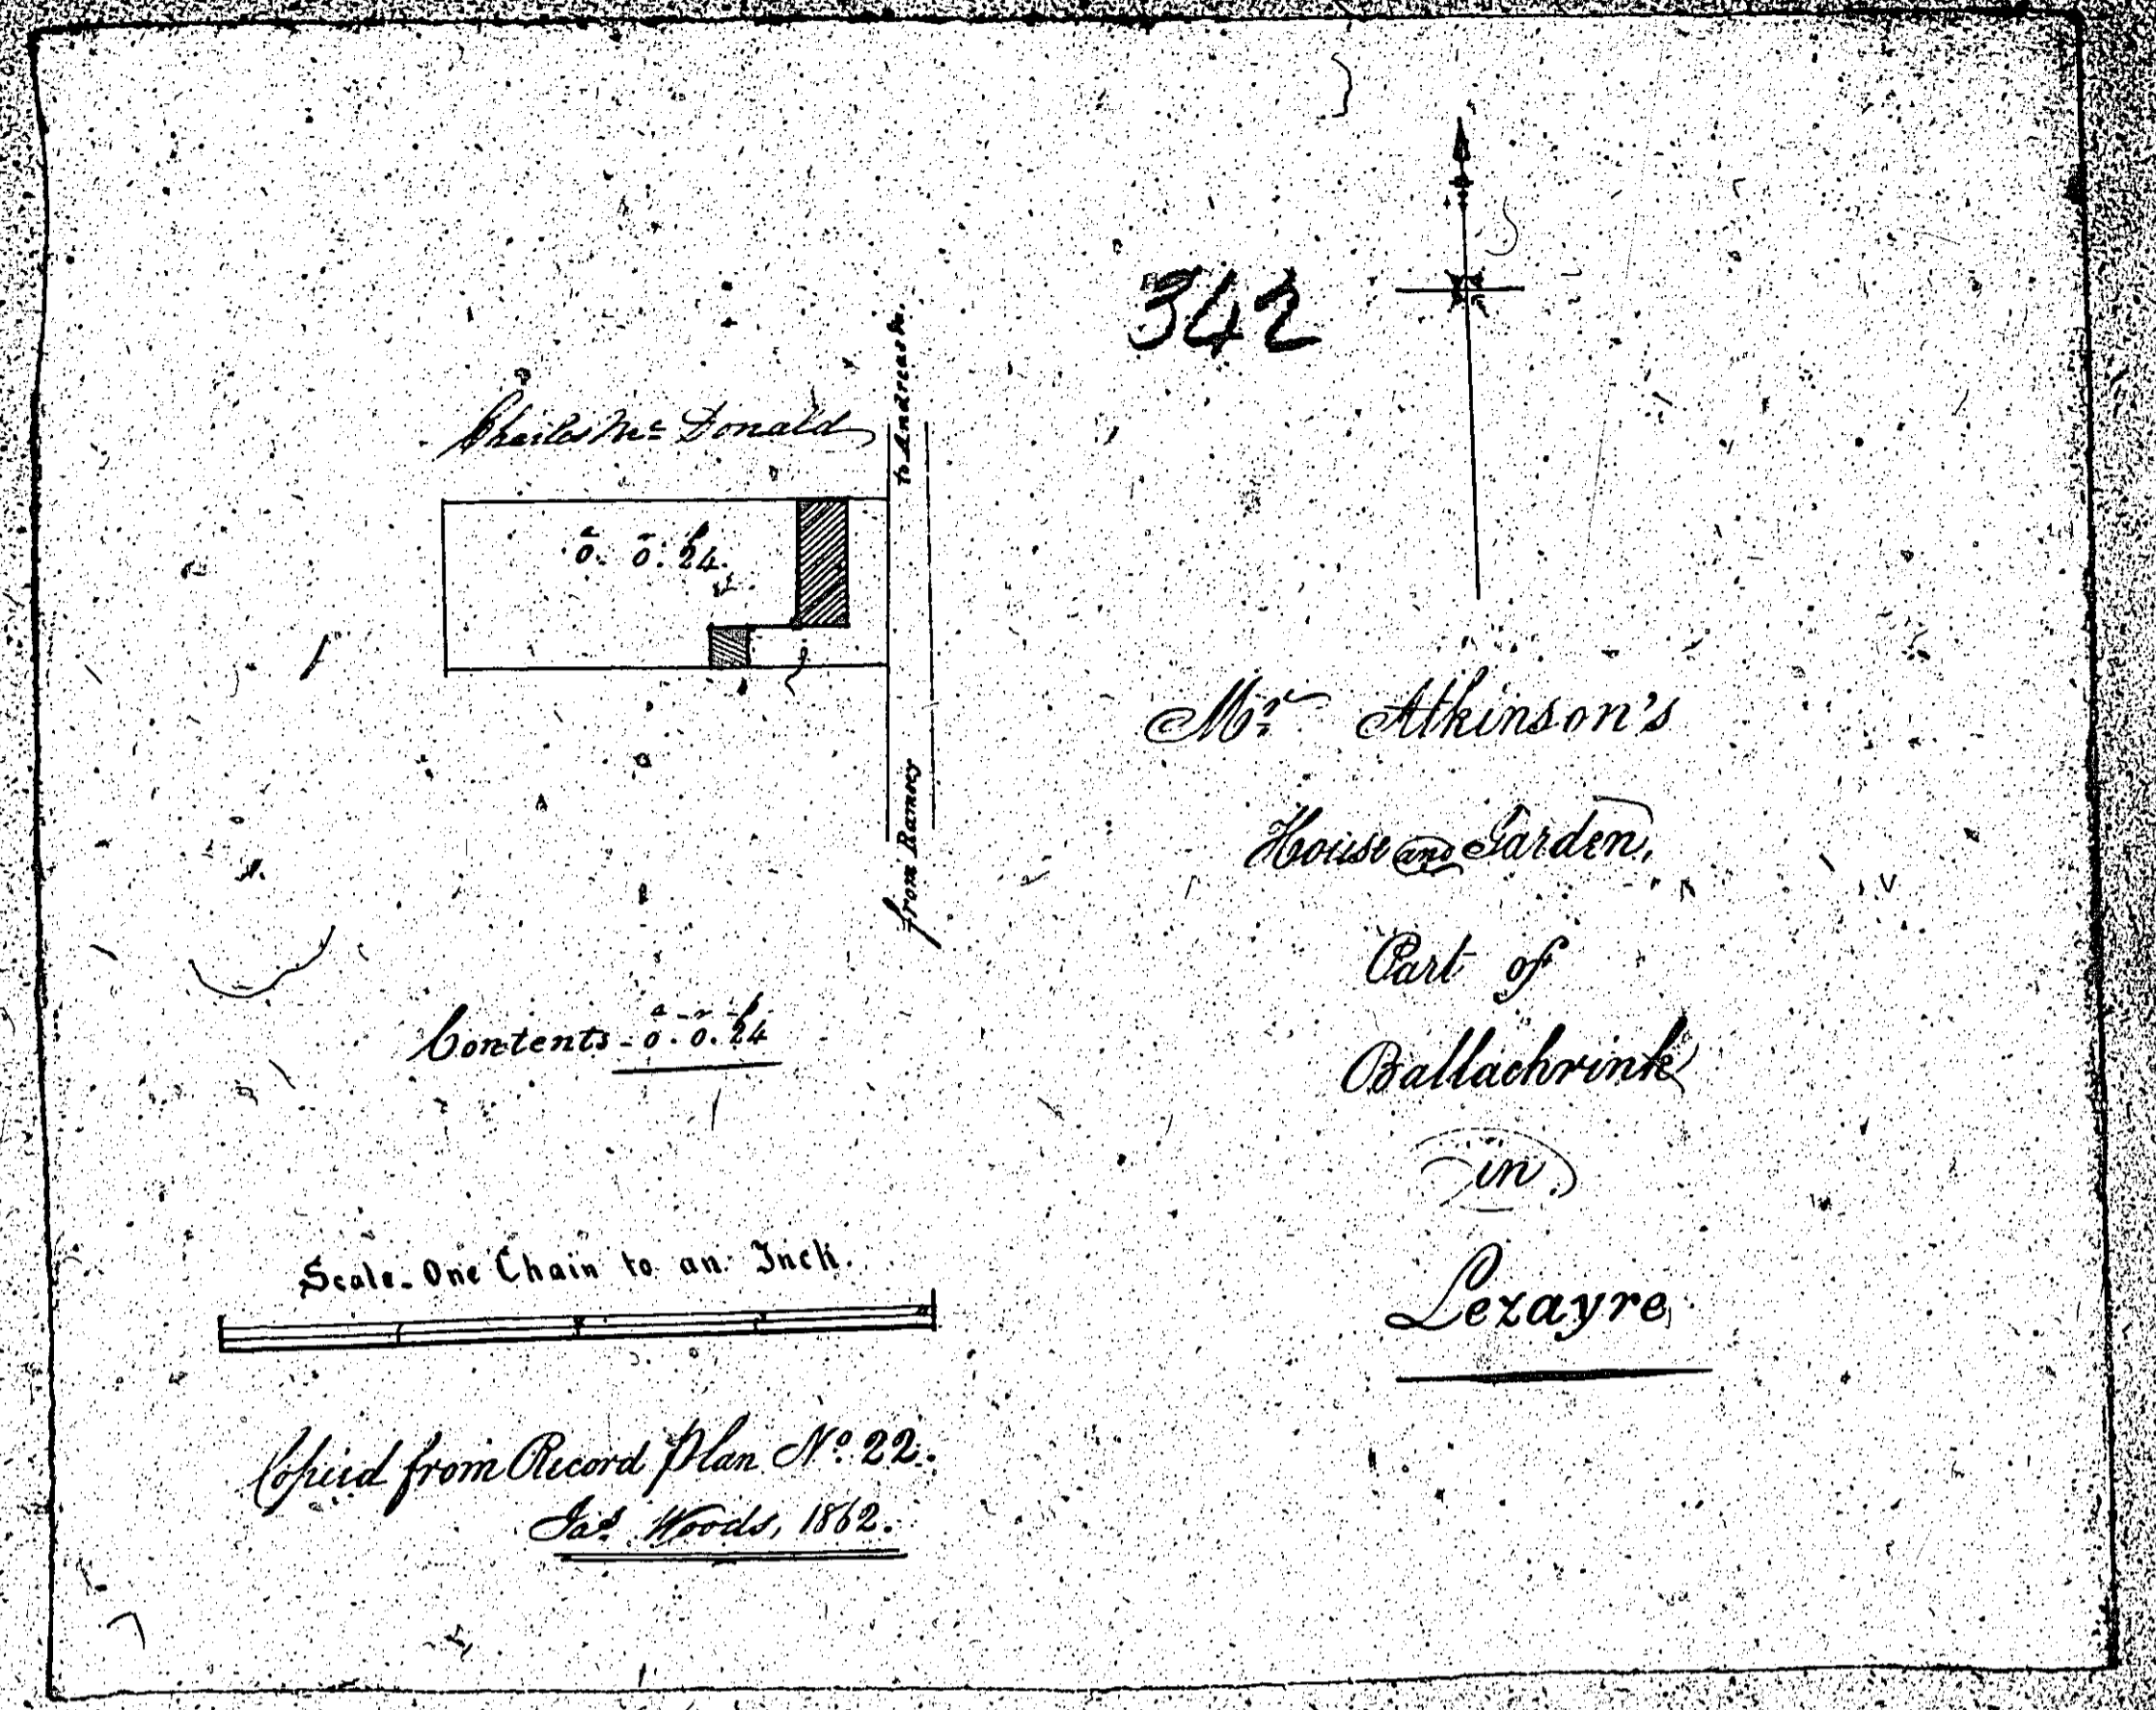 342
to Andreas &c.
Charles Mc Donald
a r p
0. 0. 24.
from Ramsey
Mr Atkinson's
House and Garden,
Part of
Ballachrink
in
Lezayre
Contents - 0. 0. 24
a r p
Scale - One Chain to an Inch.
Copied from Record Plan No. 22.
Jas. Woods, 1862.